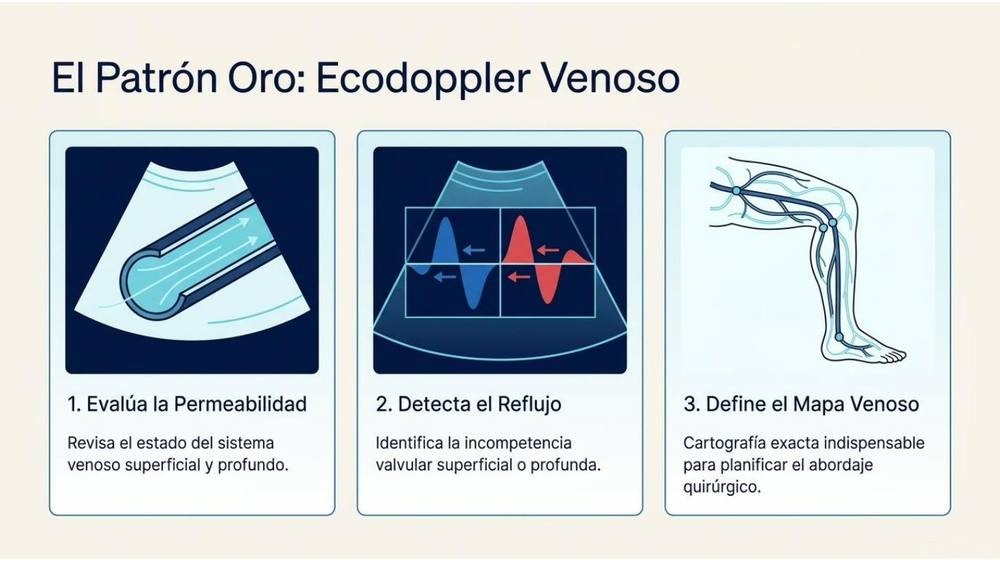 El Patrón Oro: Ecodoppler Venoso
1. Evalúa la Permeabilidad
Revisa el estado del sistema
venoso superficial y profundo.
2. Detecta el Reflujo
Identifica la incompetencia
valvular superficial o profunda.
3. Define el Mapa Venoso
Cartografía exacta indispensable
para planificar el abordaje
quirúrgico.